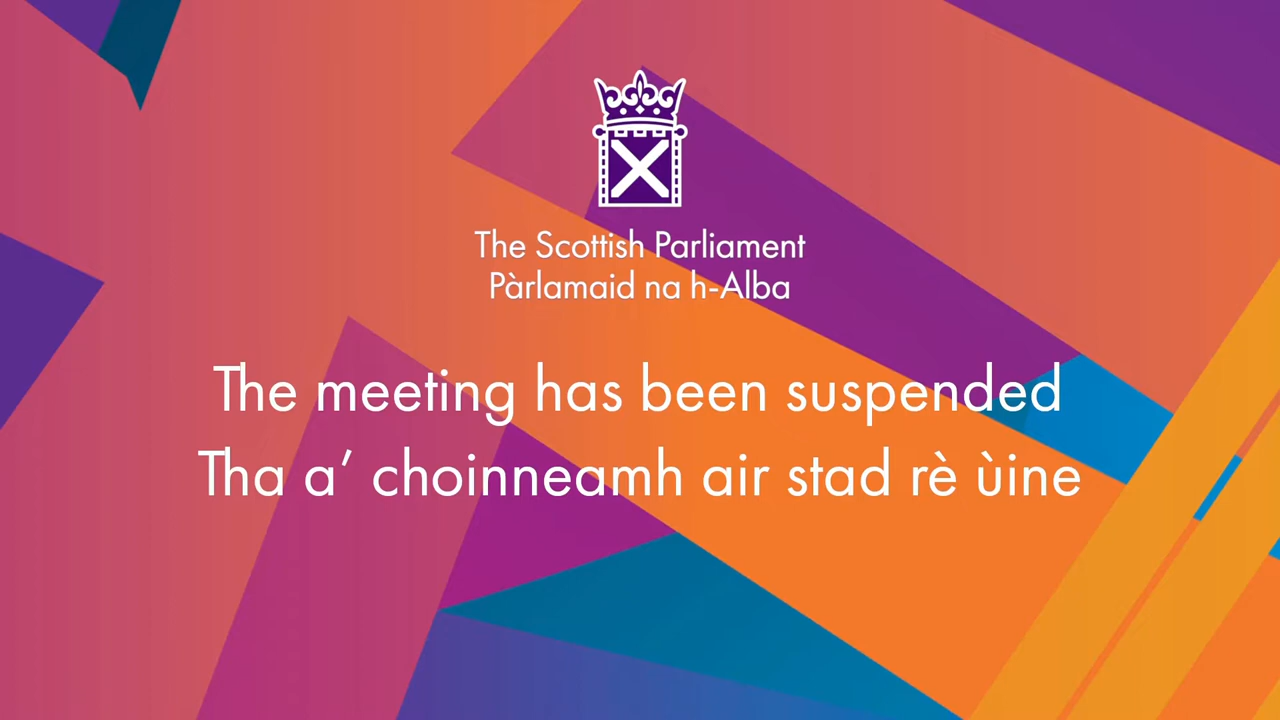 The Scottish Parliament
Pàrlamaid na h-Alba
The meeting has been suspended
Tha a’ choinneamh air stad rè ùine